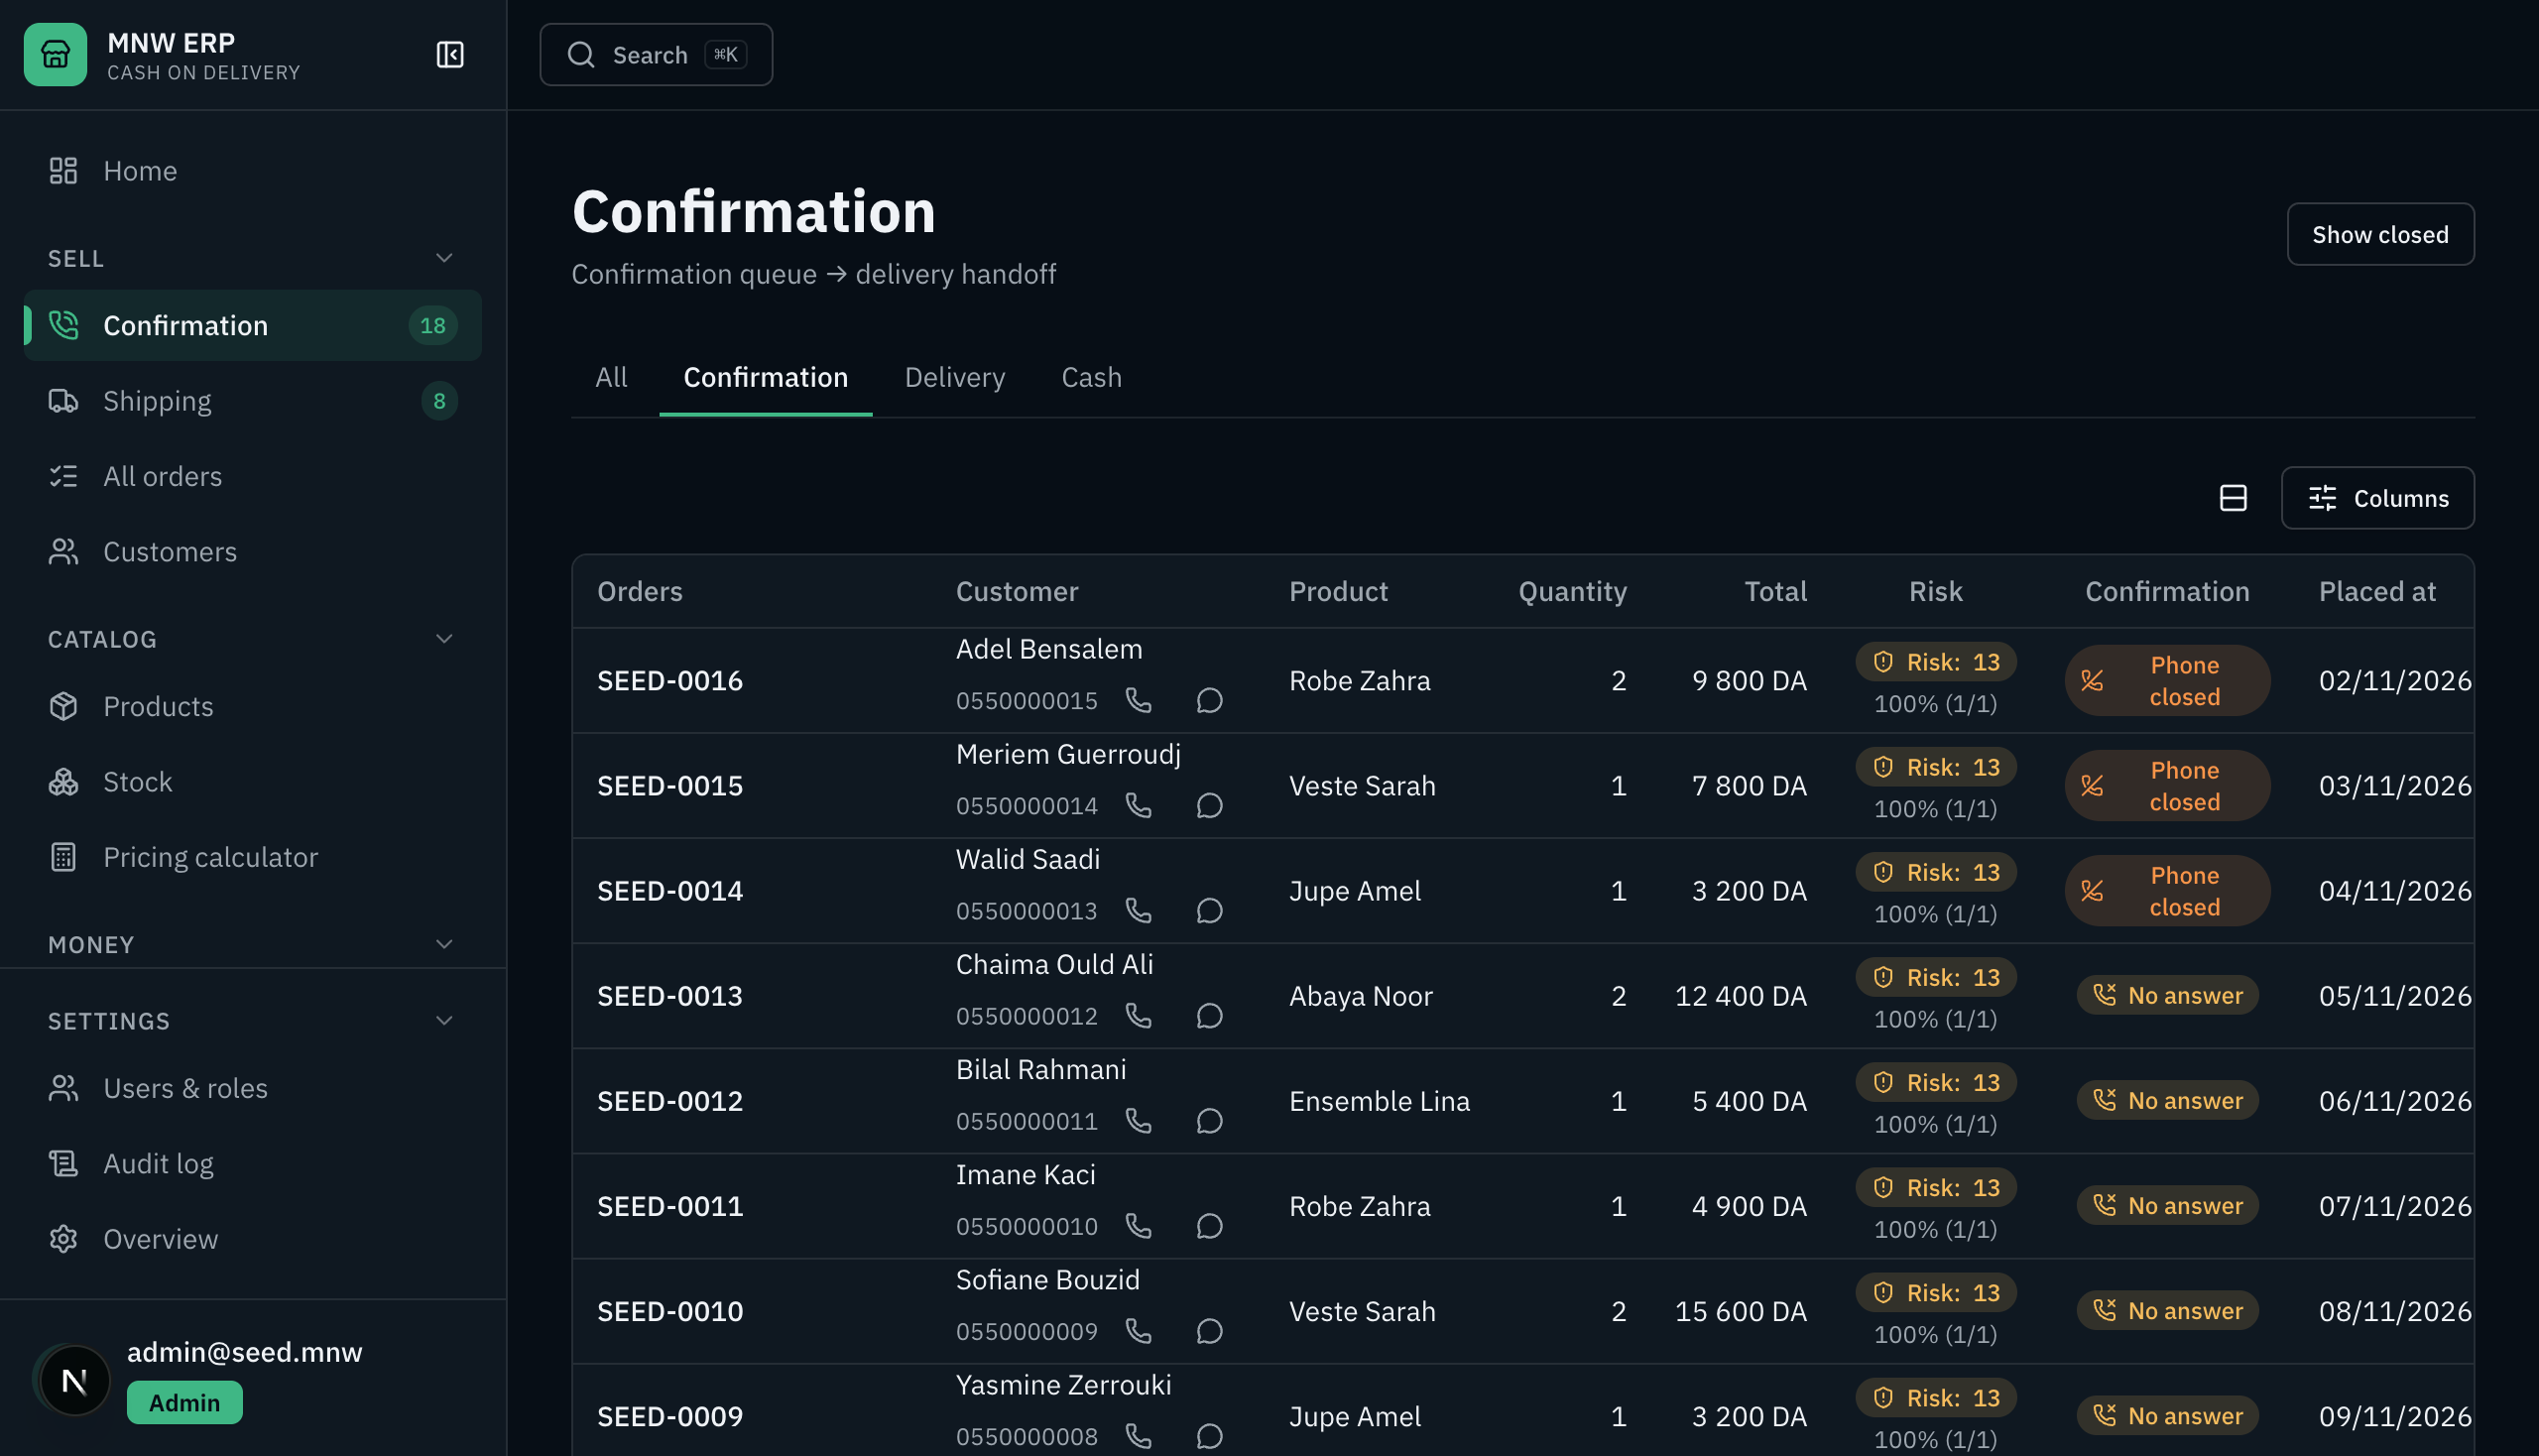 MNW ERP
CASH ON DELIVERY
Search ⌘K
Home
SELL
Confirmation 18
Shipping 8
All orders
Customers
CATALOG
Products
Stock
Pricing calculator
MONEY
SETTINGS
Users & roles
Audit log
Overview
N
admin@seed.mnw
Admin
Confirmation
Confirmation queue → delivery handoff
Show closed
All Confirmation Delivery Cash
Columns
Orders Customer Product Quantity Total Risk Confirmation Placed at
SEED-0016
Adel Bensalem
0550000015
Robe Zahra 2 9 800 DA
Risk: 13
100% (1/1)
Phone
closed
02/11/2026
SEED-0015
Meriem Guerroudj
0550000014
Veste Sarah 1 7 800 DA
Risk: 13
100% (1/1)
Phone
closed
03/11/2026
SEED-0014
Walid Saadi
0550000013
Jupe Amel 1 3 200 DA
Risk: 13
100% (1/1)
Phone
closed
04/11/2026
SEED-0013
Chaima Ould Ali
0550000012
Abaya Noor 2 12 400 DA
Risk: 13
100% (1/1)
No answer
05/11/2026
SEED-0012
Bilal Rahmani
0550000011
Ensemble Lina 1 5 400 DA
Risk: 13
100% (1/1)
No answer
06/11/2026
SEED-0011
Imane Kaci
0550000010
Robe Zahra 1 4 900 DA
Risk: 13
100% (1/1)
No answer
07/11/2026
SEED-0010
Sofiane Bouzid
0550000009
Veste Sarah 2 15 600 DA
Risk: 13
100% (1/1)
No answer
08/11/2026
SEED-0009
Yasmine Zerrouki
0550000008
Jupe Amel 1 3 200 DA
Risk: 13
100% (1/1)
No answer
09/11/2026